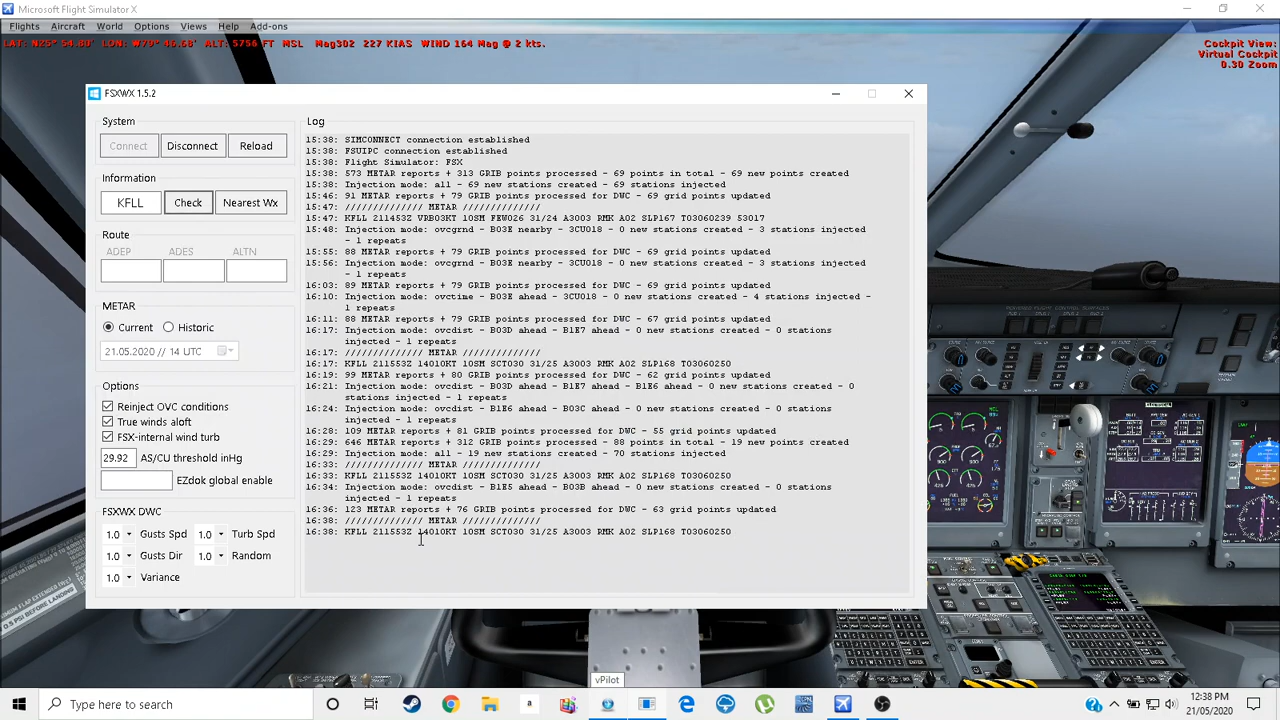 Microsoft Flight Simulator X
Flights Aircraft World Options Views Help Add-ons
LAT: N25° 54.80' LON: W79° 46.68' ALT: 5756 FT MSL Mag302 227 KIAS WIND 164 Mag @ 2 kts.
Cockpit View:
Virtual Cockpit
0.30 Zoom
FSXWX 1.5.2
System
Connect Disconnect Reload
Information
KFLL Check Nearest Wx
Route
ADEP ADES ALTN
METAR
Current Historic
21.05.2020 // 14 UTC
Options
Reinject OVC conditions
True winds aloft
FSX-internal wind turb
29.92 AS/CU threshold inHg
EZdok global enable
FSXWX DWC
1.0 Gusts Spd 1.0 Turb Spd
1.0 Gusts Dir 1.0 Random
1.0 Variance
Log
15:38: SIMCONNECT connection established
15:38: FSUIPC connection established
15:38: Flight Simulator: FSX
15:38: 573 METAR reports + 313 GRIB points processed - 69 points in total - 69 new points created
15:38: Injection mode: all - 69 new stations created - 69 stations injected
15:46: 91 METAR reports + 79 GRIB points processed for DWC - 69 grid points updated
15:47: ////////////// METAR //////////////
15:47: KFLL 211453Z VRB03KT 10SM FEW026 31/24 A3003 RMK AO2 SLP167 T03060239 53017
15:48: Injection mode: ovcgrnd - B03E nearby - 3CU018 - 0 new stations created - 3 stations injected
- 1 repeats
15:55: 88 METAR reports + 79 GRIB points processed for DWC - 69 grid points updated
15:56: Injection mode: ovcgrnd - B03E nearby - 3CU018 - 0 new stations created - 3 stations injected
- 1 repeats
16:03: 89 METAR reports + 79 GRIB points processed for DWC - 69 grid points updated
16:10: Injection mode: ovctime - B03E ahead - 3CU018 - 0 new stations created - 4 stations injected -
1 repeats
16:10: 88 METAR reports + 79 GRIB points processed for DWC - 67 grid points updated
16:17: Injection mode: ovcdist - B03D ahead - B1E7 ahead - 0 new stations created - 0 stations
injected - 1 repeats
16:17: ////////////// METAR //////////////
16:17: KFLL 211553Z 14010KT 10SM SCT030 31/25 A3003 RMK AO2 SLP168 T03060250
16:19: 99 METAR reports + 80 GRIB points processed for DWC - 62 grid points updated
16:21: Injection mode: ovcdist - B03D ahead - B1E7 ahead - B1E6 ahead - 0 new stations created - 0
stations injected - 1 repeats
16:24: Injection mode: ovcdist - B1E6 ahead - B03C ahead - 0 new stations created - 0 stations
injected - 1 repeats
16:28: 109 METAR reports + 81 GRIB points processed for DWC - 55 grid points updated
16:29: 646 METAR reports + 312 GRIB points processed - 88 points in total - 19 new points created
16:29: Injection mode: all - 19 new stations created - 70 stations injected
16:33: ////////////// METAR //////////////
16:33: KFLL 211553Z 14010KT 10SM SCT030 31/25 A3003 RMK AO2 SLP168 T03060250
16:34: Injection mode: ovcdist - B1E5 ahead - B03B ahead - 0 new stations created - 0 stations
injected - 1 repeats
16:36: 123 METAR reports + 76 GRIB points processed for DWC - 63 grid points updated
16:38: ////////////// METAR //////////////
16:38: KFLL 211553Z 14010KT 10SM SCT030 31/25 A3003 RMK AO2 SLP168 T03060250
0.5 PSI BEFORE LANDING
vPilot
Type here to search
12:38 PM
21/05/2020